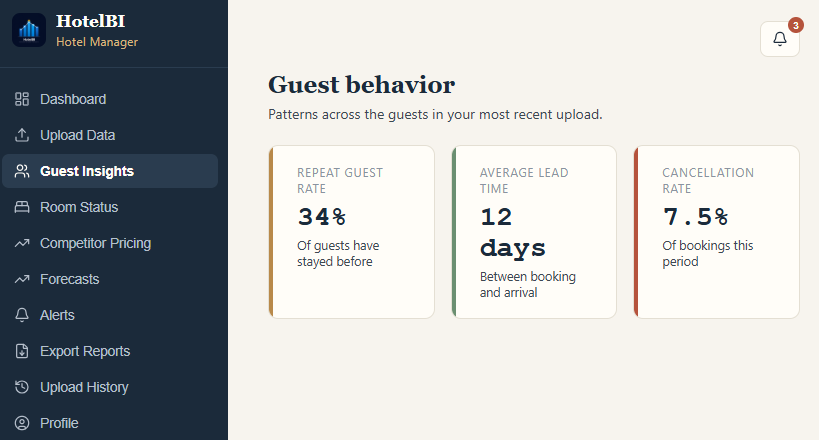 HotelBI
Hotel Manager
Dashboard
Upload Data
Guest Insights
Room Status
Competitor Pricing
Forecasts
Alerts
Export Reports
Upload History
Profile
3
Guest behavior
Patterns across the guests in your most recent upload.
REPEAT GUEST
RATE
34%
Of guests have
stayed before
AVERAGE LEAD
TIME
12
days
Between booking
and arrival
CANCELLATION
RATE
7.5%
Of bookings this
period